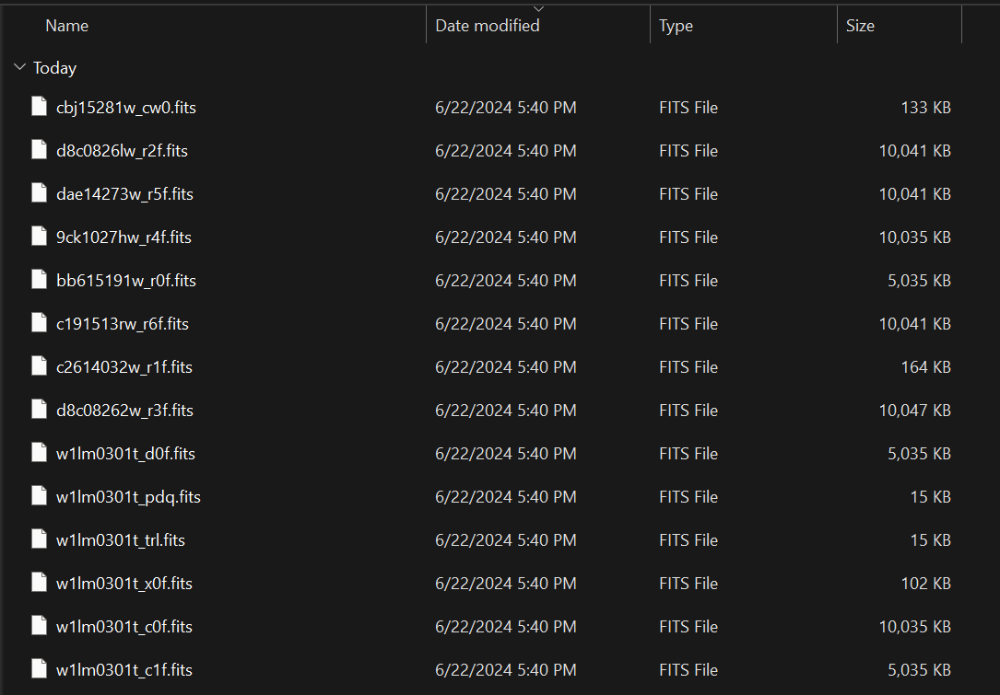 Name Date modified Type Size
Today
cbj15281w_cw0.fits 6/22/2024 5:40 PM FITS File 133 KB
d8c0826lw_r2f.fits 6/22/2024 5:40 PM FITS File 10,041 KB
dae14273w_r5f.fits 6/22/2024 5:40 PM FITS File 10,041 KB
9ck1027hw_r4f.fits 6/22/2024 5:40 PM FITS File 10,035 KB
bb615191w_r0f.fits 6/22/2024 5:40 PM FITS File 5,035 KB
c191513rw_r6f.fits 6/22/2024 5:40 PM FITS File 10,041 KB
c2614032w_r1f.fits 6/22/2024 5:40 PM FITS File 164 KB
d8c08262w_r3f.fits 6/22/2024 5:40 PM FITS File 10,047 KB
w1lm0301t_d0f.fits 6/22/2024 5:40 PM FITS File 5,035 KB
w1lm0301t_pdq.fits 6/22/2024 5:40 PM FITS File 15 KB
w1lm0301t_trl.fits 6/22/2024 5:40 PM FITS File 15 KB
w1lm0301t_x0f.fits 6/22/2024 5:40 PM FITS File 102 KB
w1lm0301t_c0f.fits 6/22/2024 5:40 PM FITS File 10,035 KB
w1lm0301t_c1f.fits 6/22/2024 5:40 PM FITS File 5,035 KB